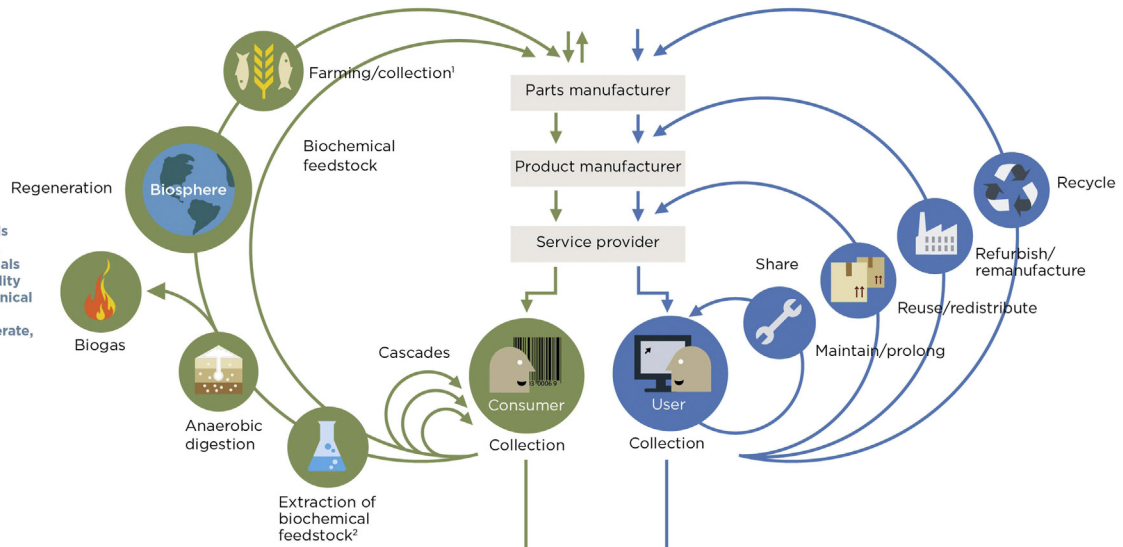 Farming/collection¹
Parts manufacturer
Biochemical
feedstock
Product manufacturer
Regeneration
Biosphere
Recycle
Service provider
Refurbish/
remanufacture
Share
Reuse/redistribute
Biogas
Cascades
Maintain/prolong
Consumer
User
Anaerobic
digestion
Collection
Collection
Extraction of
biochemical
feedstock²